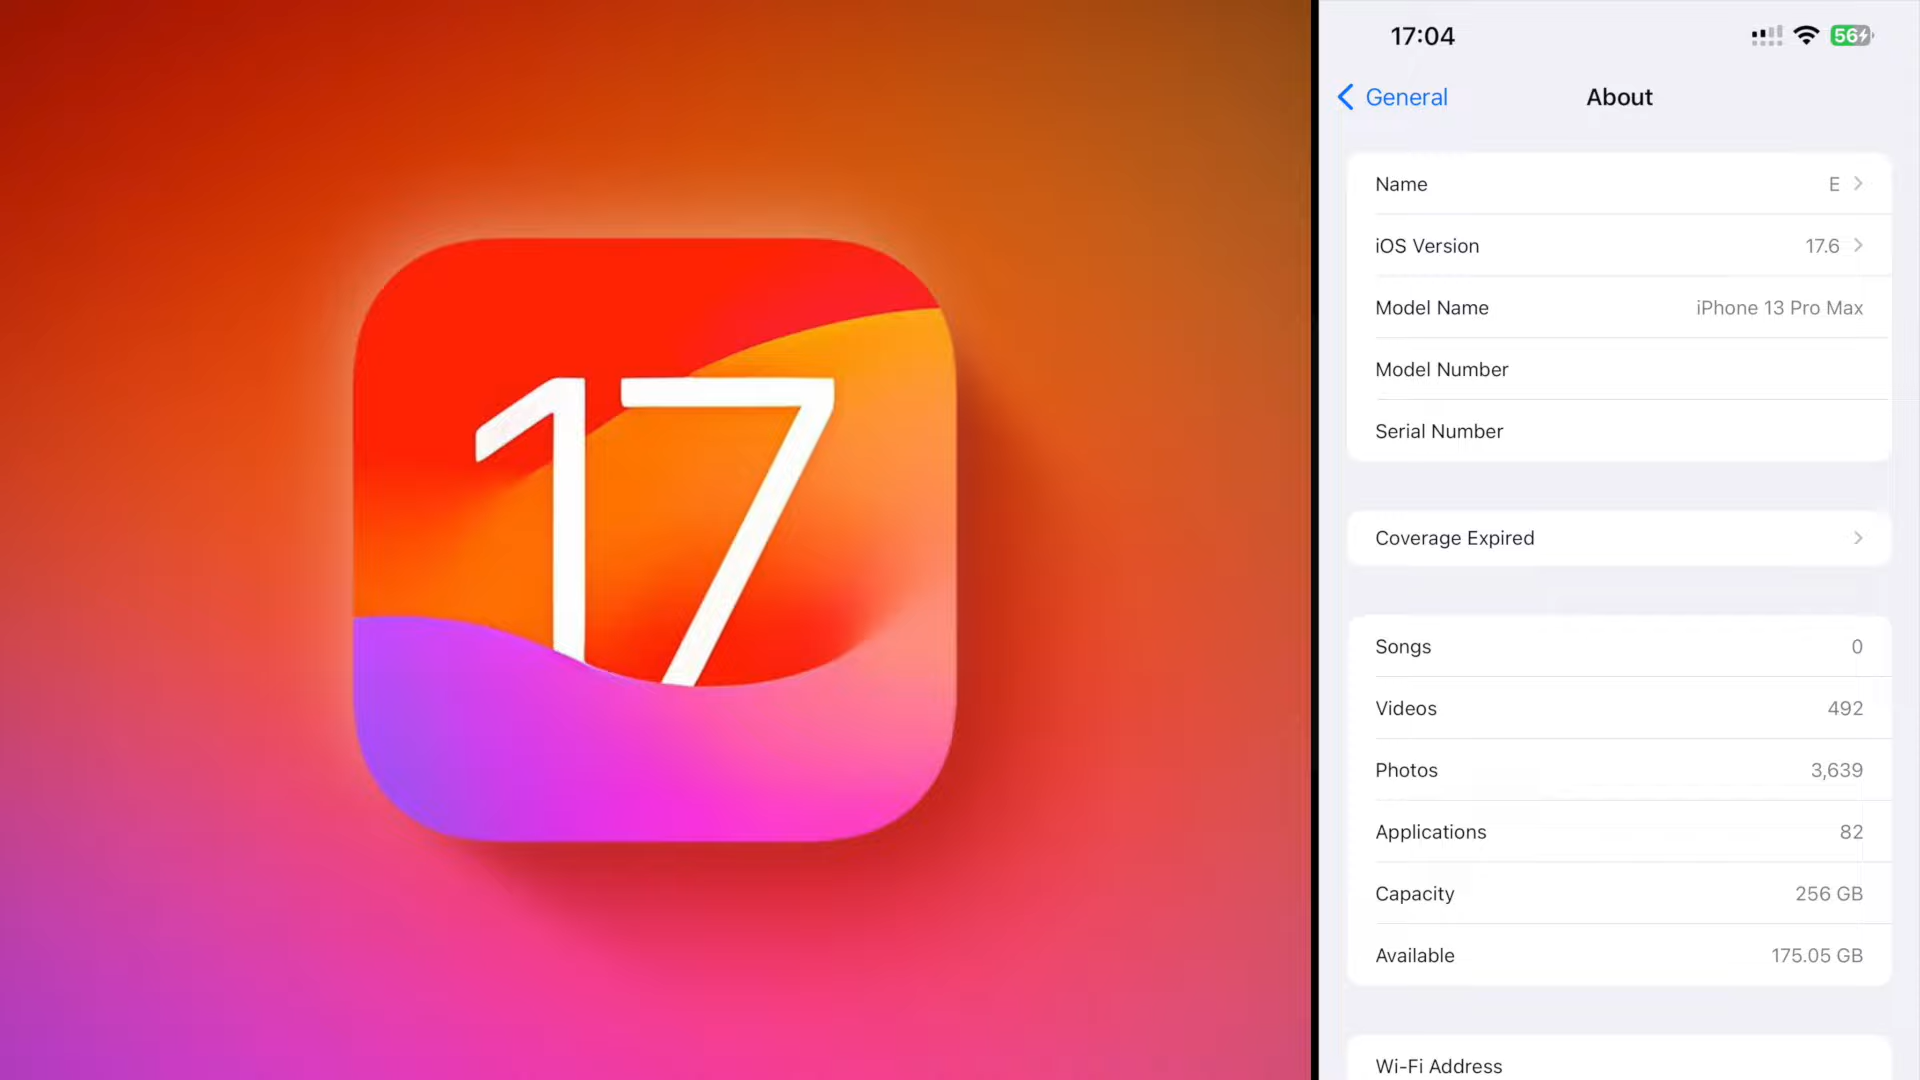 17
17:04
56
General
About
Name E
iOS Version 17.6
Model Name iPhone 13 Pro Max
Model Number
Serial Number
Coverage Expired
Songs 0
Videos 492
Photos 3,639
Applications 82
Capacity 256 GB
Available 175.05 GB
Wi-Fi Address